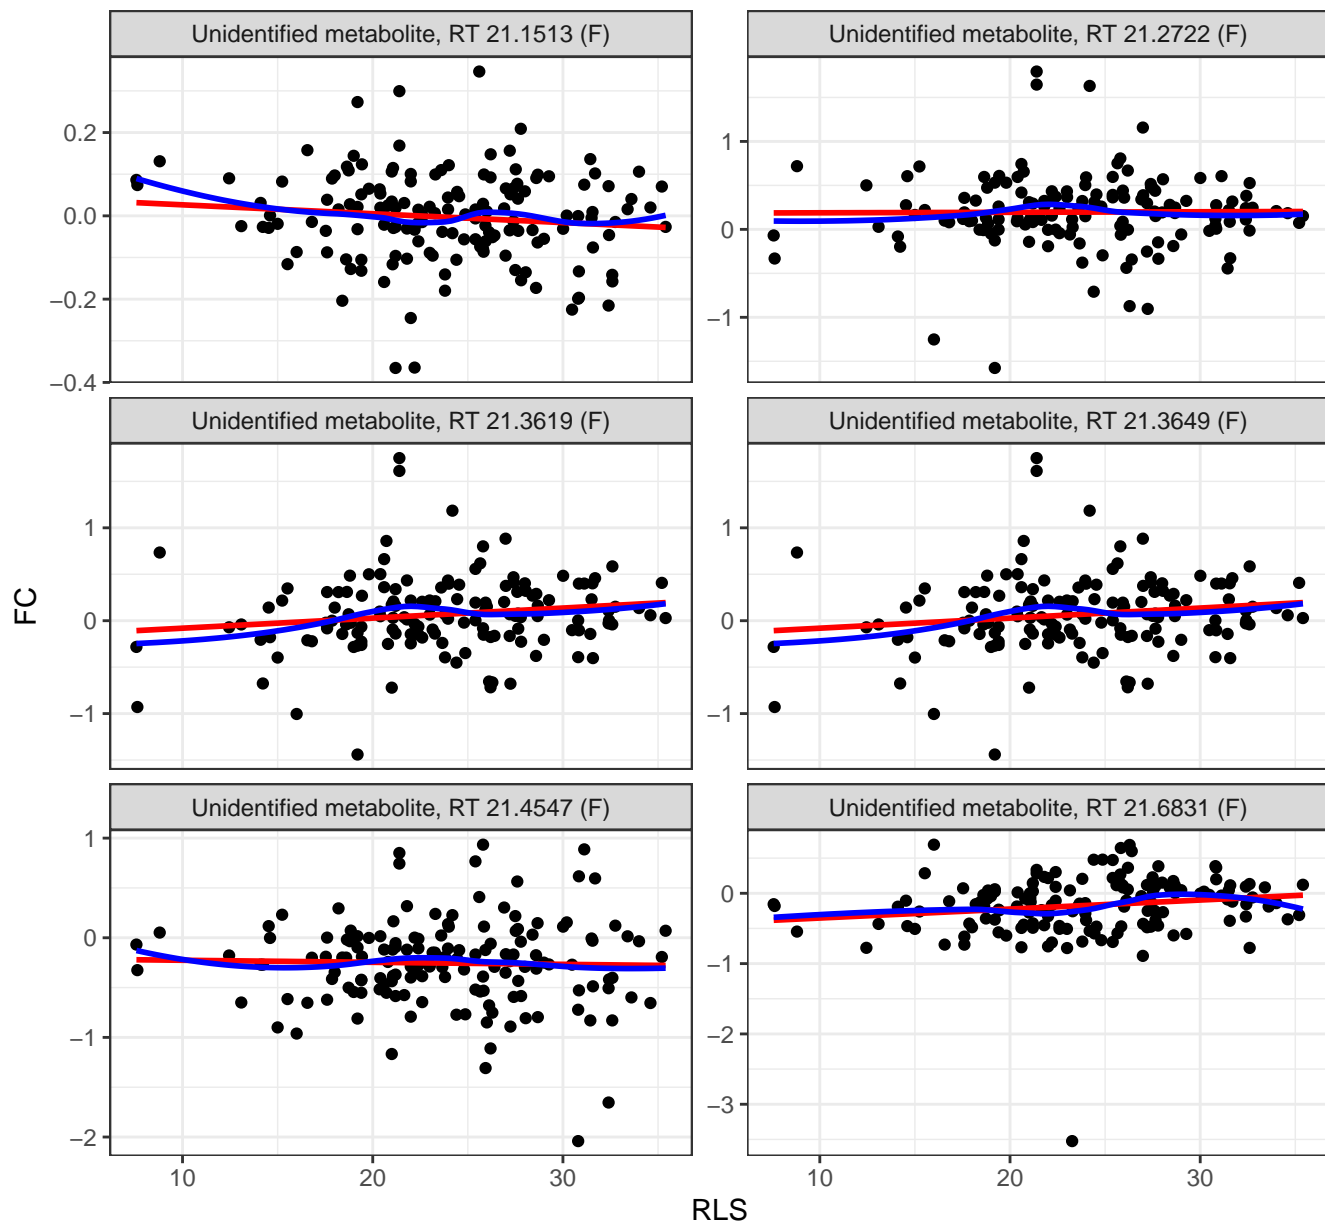 Unidentified metabolite, RT 21.1513 (F)
Unidentified metabolite, RT 21.2722 (F)
0.2
0.0
−0.2
−0.4
1
0
−1
Unidentified metabolite, RT 21.3619 (F)
Unidentified metabolite, RT 21.3649 (F)
1
0
−1
1
0
−1
FC
Unidentified metabolite, RT 21.4547 (F)
Unidentified metabolite, RT 21.6831 (F)
1
0
−1
−2
0
−1
−2
−3
10 20 30
10 20 30
RLS